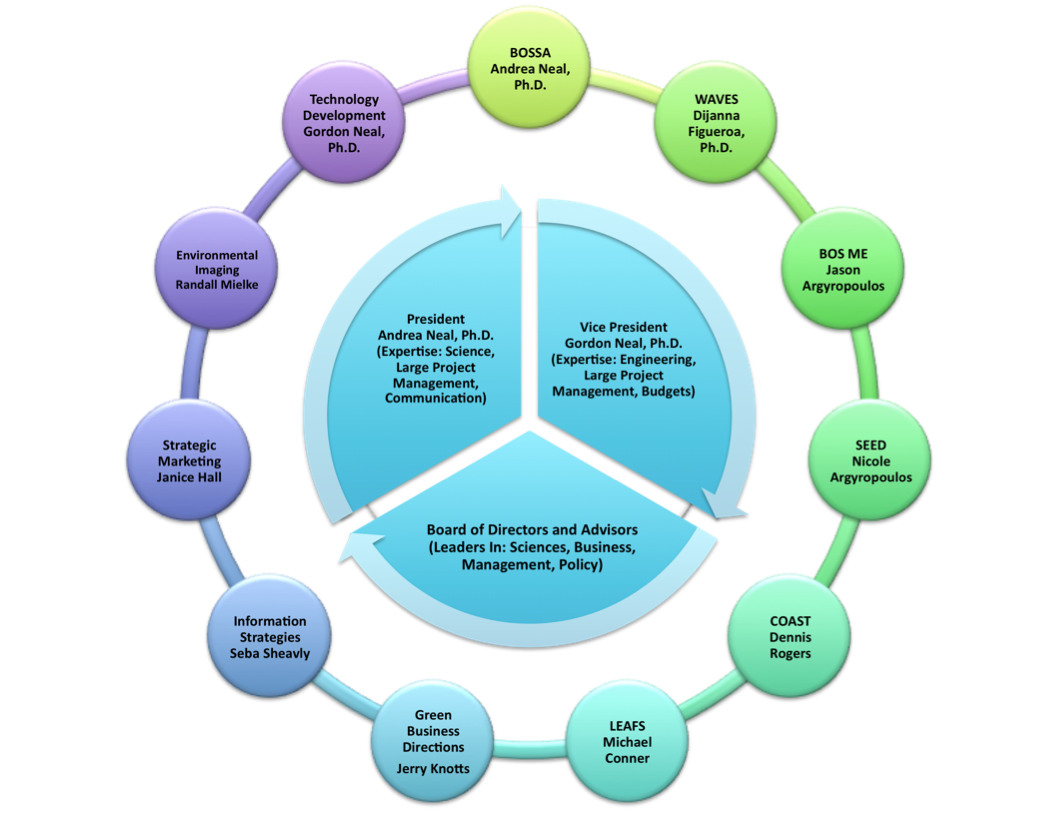 BOSSA
Andrea Neal,
Ph.D.
WAVES
Dijanna
Figueroa,
Ph.D.
BOS ME
Jason
Argyropoulos
SEED
Nicole
Argyropoulos
COAST
Dennis
Rogers
LEAFS
Michael
Conner
Green
Business
Directions
Jerry Knotts
Information
Strategies
Seba Sheavly
Strategic
Marketing
Janice Hall
Environmental
Imaging
Randall Mielke
Technology
Development
Gordon Neal,
Ph.D.
President
Andrea Neal, Ph.D.
(Expertise: Science,
Large Project
Management,
Communication)
Vice President
Gordon Neal, Ph.D.
(Expertise: Engineering,
Large Project
Management, Budgets)
Board of Directors and Advisors
(Leaders In: Sciences, Business,
Management, Policy)